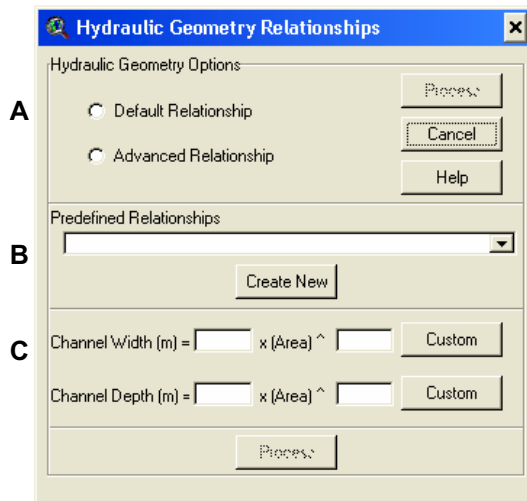 Hydraulic Geometry Relationships
Hydraulic Geometry Options
A
Default Relationship
Advanced Relationship
Process
Cancel
Help
Predefined Relationships
B
Create New
C
Channel Width (m) = x (Area) ^ Custom
Channel Depth (m) = x (Area) ^ Custom
Process